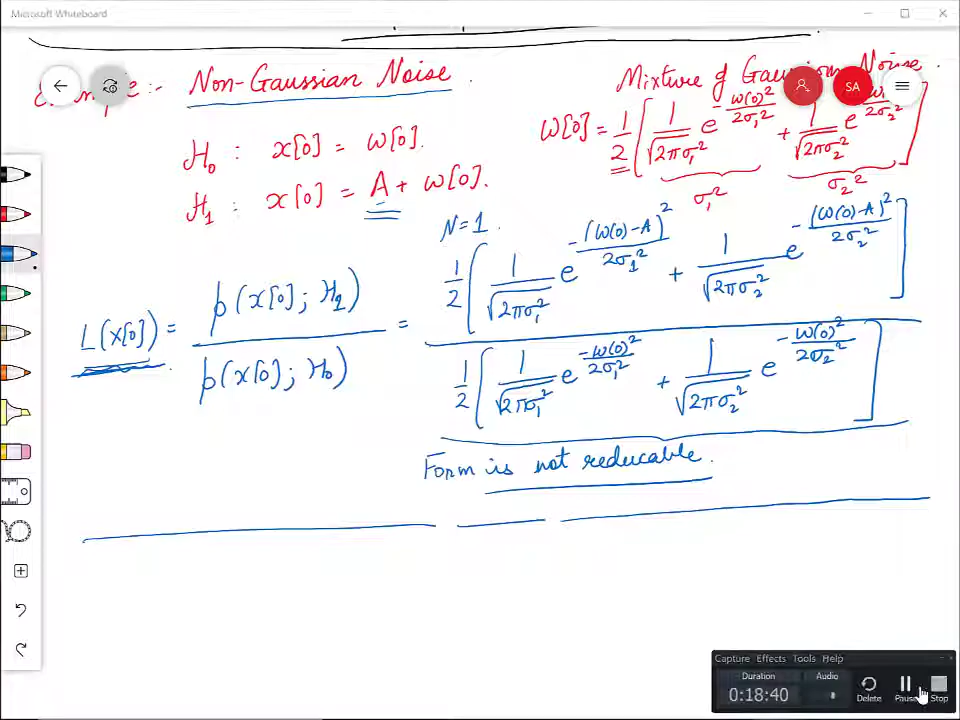 Microsoft Whiteboard
Example :- Non-Gaussian Noise.
Mixture of Gaussian Noise.
SA
H₀ : x[0] = w[0].
w[0] = 1/2 [ 1/√(2πσ₁²) e^(-w(0)²/2σ₁²) + 1/√(2πσ₂²) e^(-w(0)²/2σ₂²) ]
σ₁² σ₂²
H₁ : x[0] = A + w[0].
N=1.
L(x[0]) = p(x[0]; H₁) / p(x[0]; H₀) = 1/2 [ 1/√(2πσ₁²) e^(-(w(0)-A)²/2σ₁²) + 1/√(2πσ₂²) e^(-(w(0)-A)²/2σ₂²) ] / 1/2 [ 1/√(2πσ₁²) e^(-w(0)²/2σ₁²) + 1/√(2πσ₂²) e^(-w(0)²/2σ₂²) ]
Form is not reducable.
Capture Effects Tools Help
Duration Audio
0:18:40
Delete Pause Stop